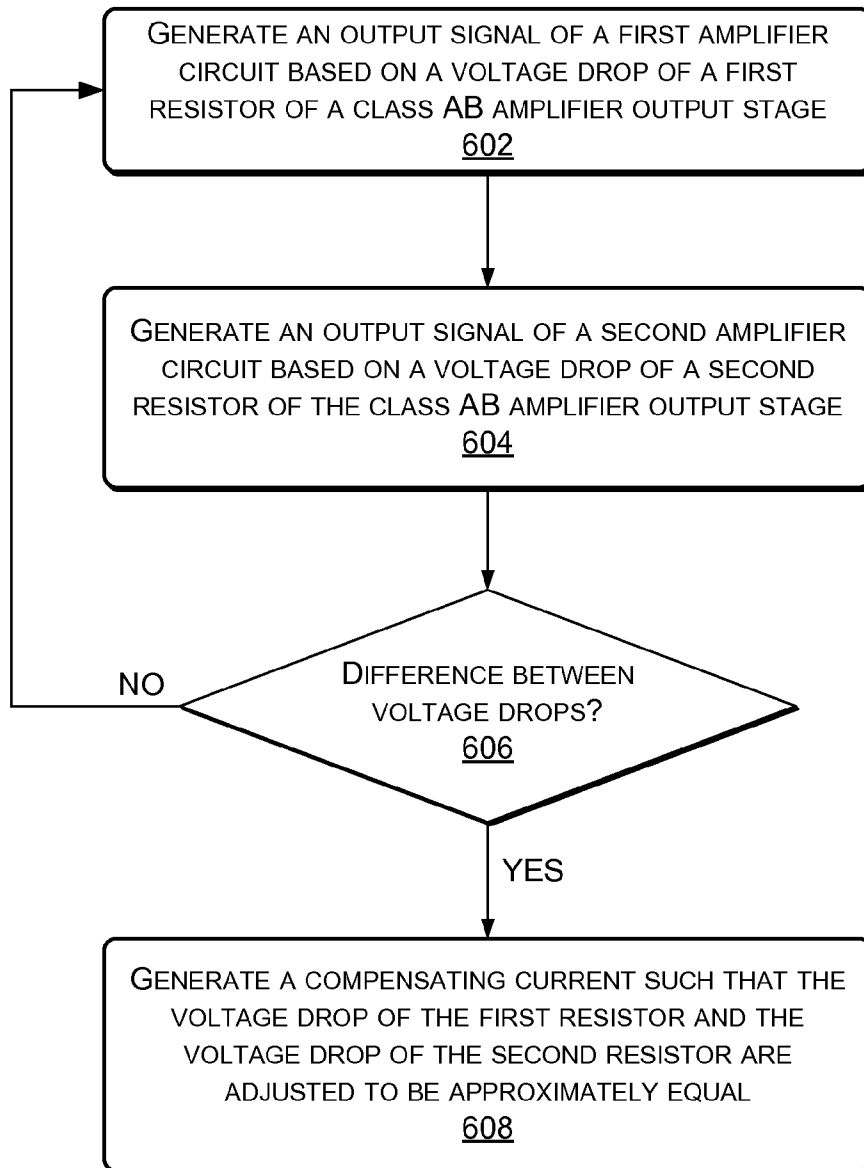 GENERATE AN OUTPUT SIGNAL OF A FIRST AMPLIFIER
CIRCUIT BASED ON A VOLTAGE DROP OF A FIRST
RESISTOR OF A CLASS AB AMPLIFIER OUTPUT STAGE
602
GENERATE AN OUTPUT SIGNAL OF A SECOND AMPLIFIER
CIRCUIT BASED ON A VOLTAGE DROP OF A SECOND
RESISTOR OF THE CLASS AB AMPLIFIER OUTPUT STAGE
604
DIFFERENCE BETWEEN
VOLTAGE DROPS?
606
NO
YES
GENERATE A COMPENSATING CURRENT SUCH THAT THE
VOLTAGE DROP OF THE FIRST RESISTOR AND THE
VOLTAGE DROP OF THE SECOND RESISTOR ARE
ADJUSTED TO BE APPROXIMATELY EQUAL
608